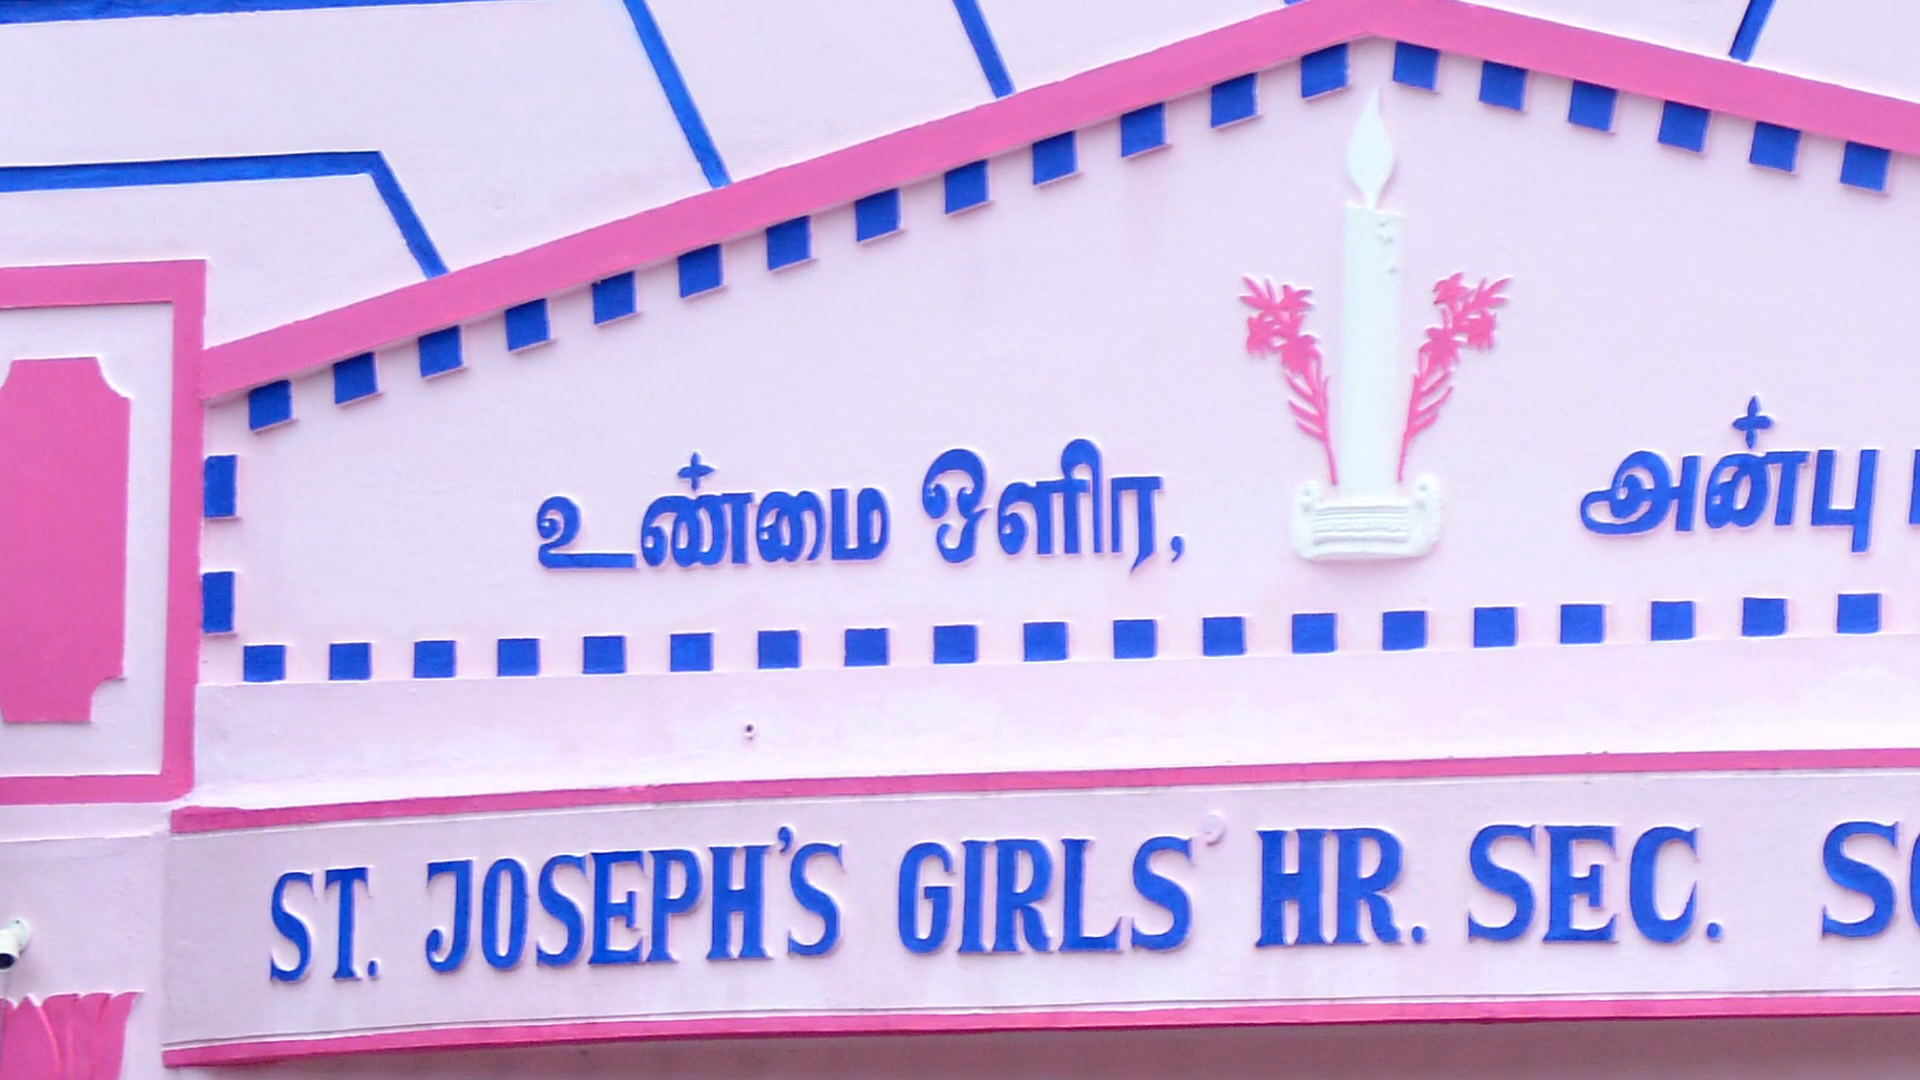 உண்மை ஒளிர, அன்பு
ST. JOSEPH'S GIRLS' HR. SEC.